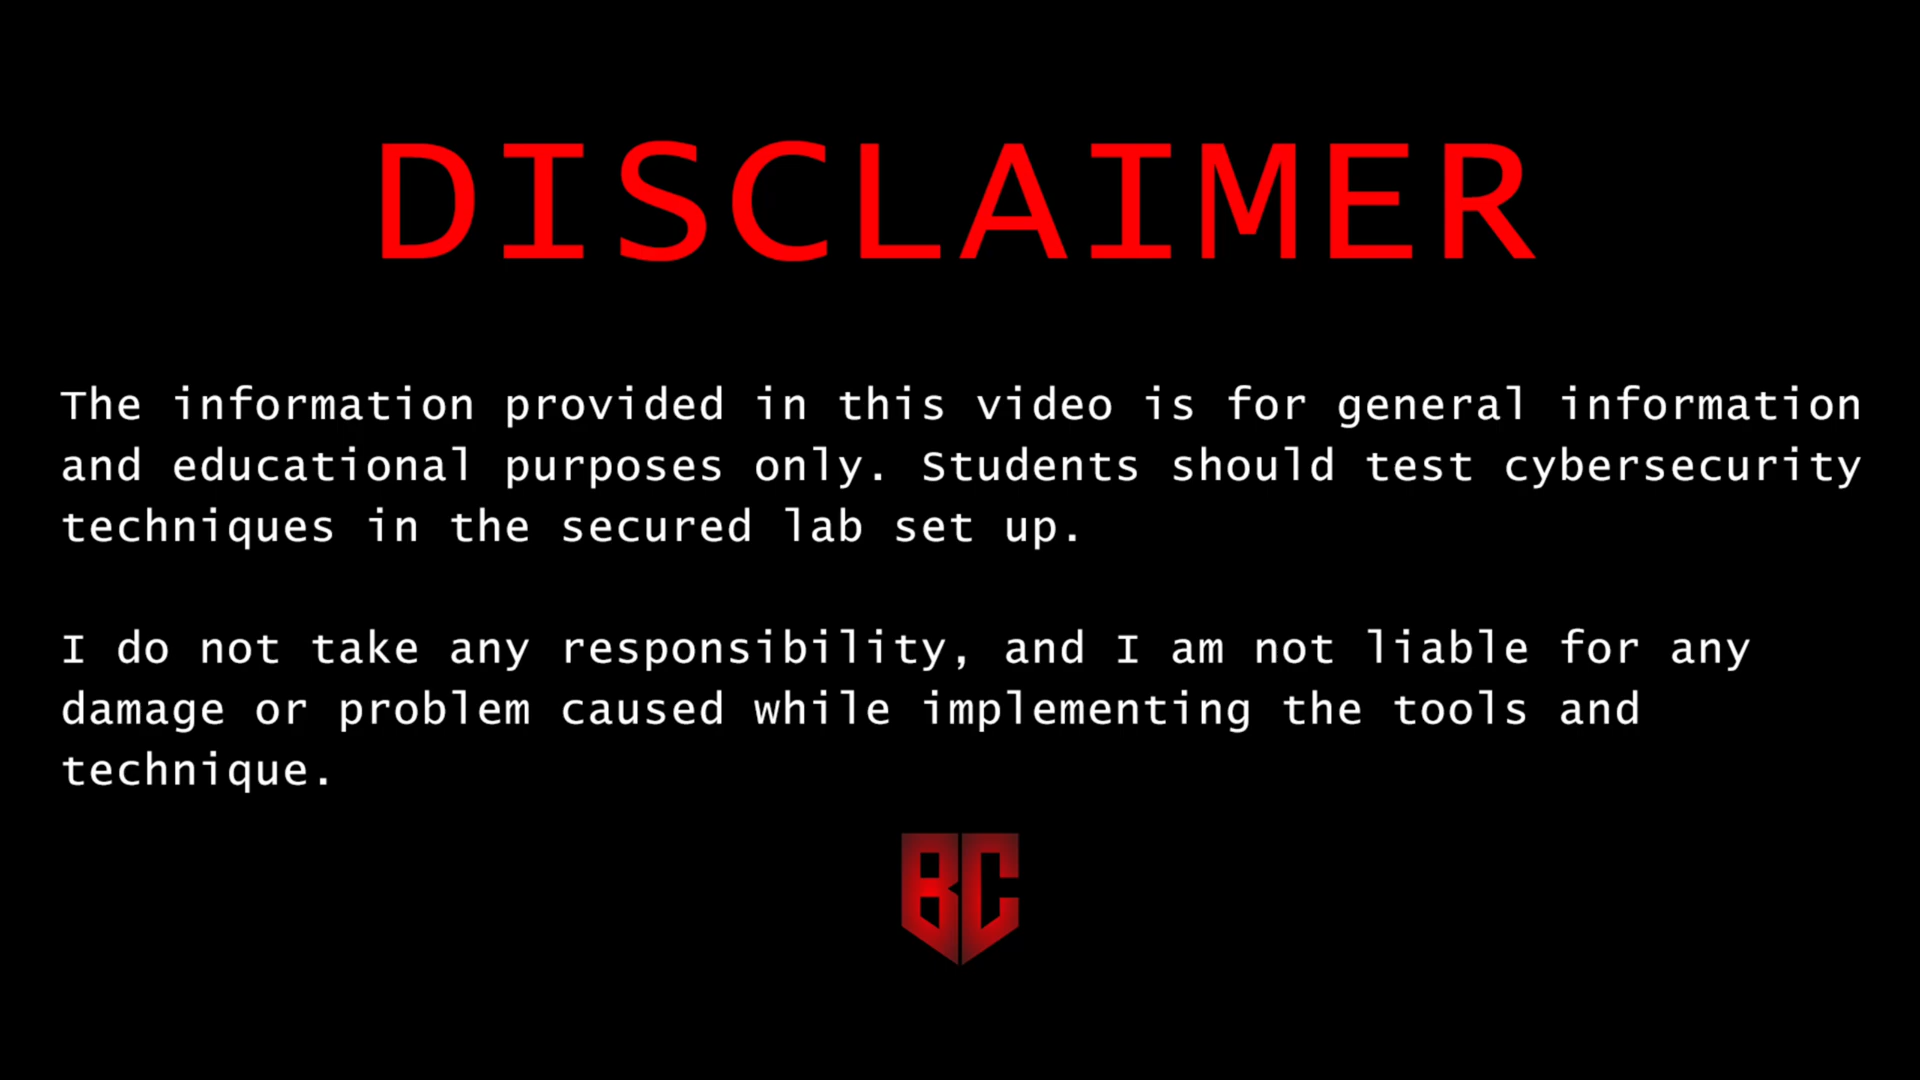 DISCLAIMER
The information provided in this video is for general information
and educational purposes only. Students should test cybersecurity
techniques in the secured lab set up.
I do not take any responsibility, and I am not liable for any
damage or problem caused while implementing the tools and
technique.
BC